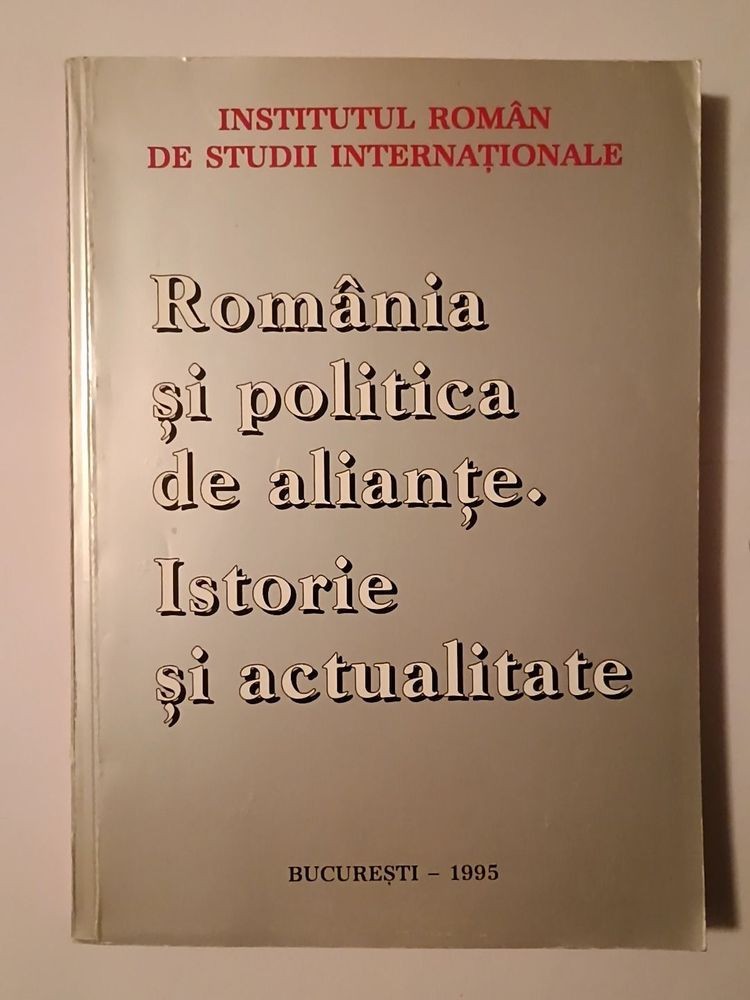 INSTITUTUL ROMÂN
DE STUDII INTERNAȚIONALE
România
și politica
de alianțe.
Istorie
și actualitate
BUCUREȘTI – 1995